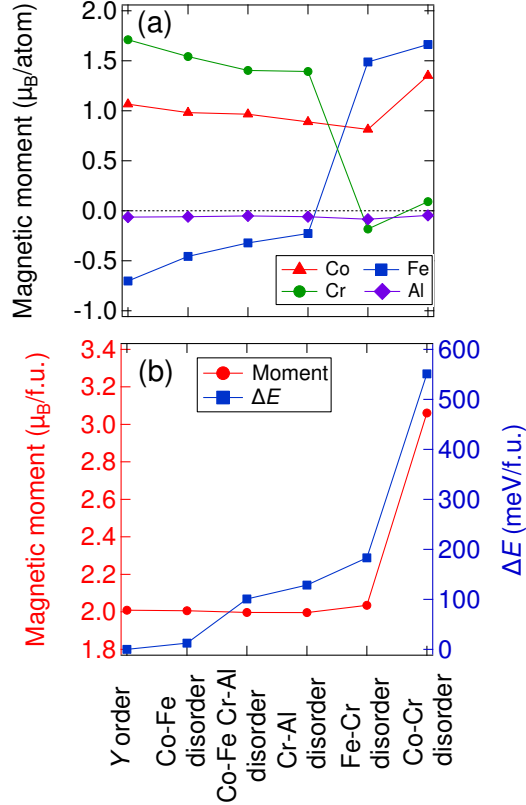 (a)
Magnetic moment (μB/atom)
2.0
1.5
1.0
0.5
0.0
-0.5
-1.0
Co
Fe
Cr
Al
(b)
Magnetic moment (μB/f.u.)
3.4
3.2
3.0
2.8
2.6
2.4
2.2
2.0
1.8
Moment
ΔE
600
500
400
300
200
100
0
ΔE (meV/f.u.)
Y order
Co-Fe
disorder
Co-Fe Cr-Al
disorder
Cr-Al
disorder
Fe-Cr
disorder
Co-Cr
disorder